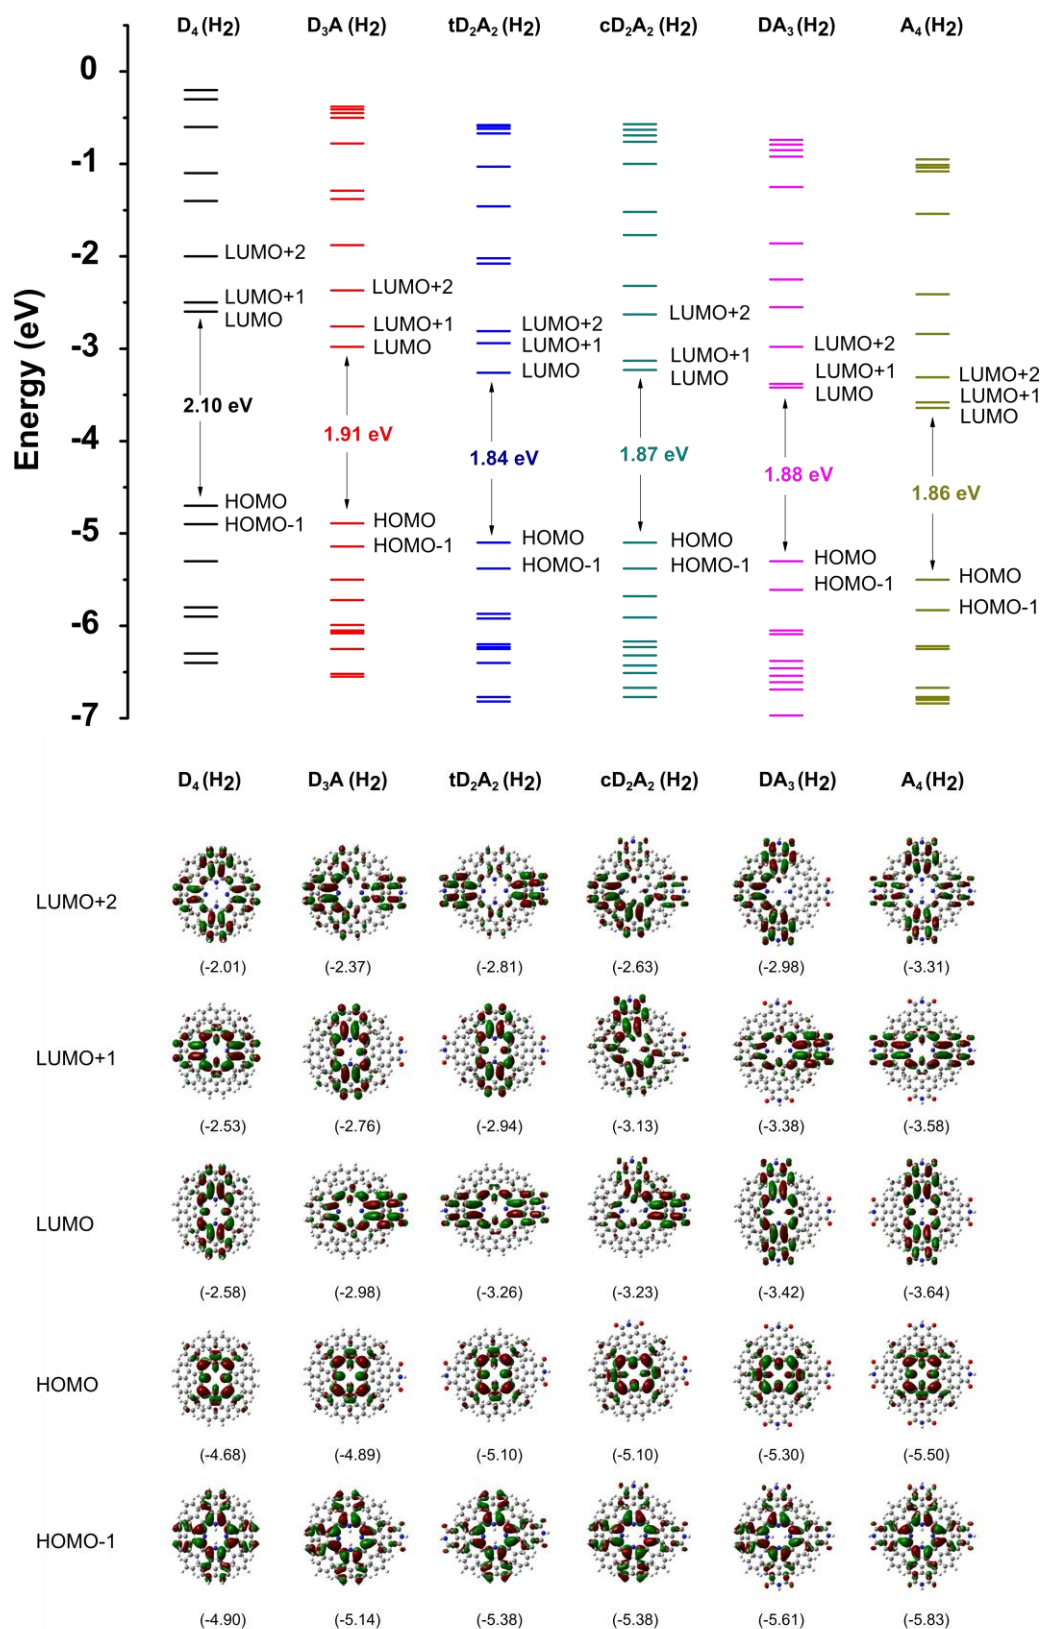 D₄ (H2) D₃A (H2) tD₂A₂ (H2) cD₂A₂ (H2) DA₃ (H2) A₄ (H2)
Energy (eV)
0
-1
-2
-3
-4
-5
-6
-7
LUMO+2
LUMO+1
LUMO
2.10 eV
HOMO
HOMO-1
LUMO+2
LUMO+1
LUMO
1.91 eV
HOMO
HOMO-1
LUMO+2
LUMO+1
LUMO
1.84 eV
HOMO
HOMO-1
LUMO+2
LUMO+1
LUMO
1.87 eV
HOMO
HOMO-1
LUMO+2
LUMO+1
LUMO
1.88 eV
HOMO
HOMO-1
LUMO+2
LUMO+1
LUMO
1.86 eV
HOMO
HOMO-1
D₄ (H2) D₃A (H2) tD₂A₂ (H2) cD₂A₂ (H2) DA₃ (H2) A₄ (H2)
LUMO+2
(-2.01) (-2.37) (-2.81) (-2.63) (-2.98) (-3.31)
LUMO+1
(-2.53) (-2.76) (-2.94) (-3.13) (-3.38) (-3.58)
LUMO
(-2.58) (-2.98) (-3.26) (-3.23) (-3.42) (-3.64)
HOMO
(-4.68) (-4.89) (-5.10) (-5.10) (-5.30) (-5.50)
HOMO-1
(-4.90) (-5.14) (-5.38) (-5.38) (-5.61) (-5.83)